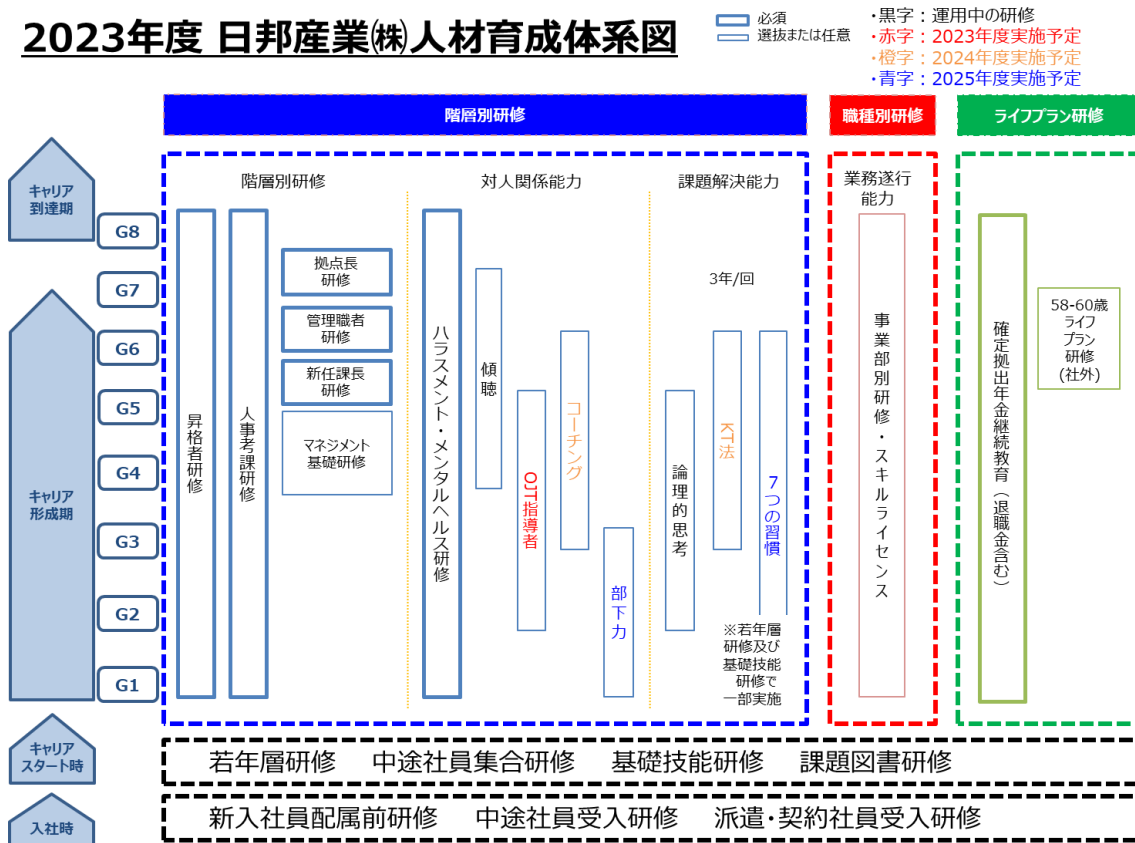 2023年度 日邦産業㈱人材育成体系図
必須
選抜または任意
・黒字：運用中の研修
・赤字：2023年度実施予定
・橙字：2024年度実施予定
・青字：2025年度実施予定
階層別研修
職種別研修
ライフプラン研修
キャリア
到達期
キャリア
形成期
キャリア
スタート時
入社時
G8
G7
G6
G5
G4
G3
G2
G1
階層別研修
昇格者研修
人事考課研修
拠点長
研修
管理職者
研修
新任課長
研修
マネジメント
基礎研修
対人関係能力
ハラスメント・メンタルヘルス研修
傾聴
OJT指導者
コーチング
部下力
課題解決能力
3年/回
論理的思考
KT法
7つの習慣
※若年層
研修及び
基礎技能
研修で
一部実施
業務遂行
能力
事業部別研修・スキルライセンス
確定拠出年金継続教育（退職金含む）
58-60歳
ライフ
プラン
研修
(社外)
若年層研修　中途社員集合研修　基礎技能研修　課題図書研修
新入社員配属前研修　中途社員受入研修　派遣・契約社員受入研修